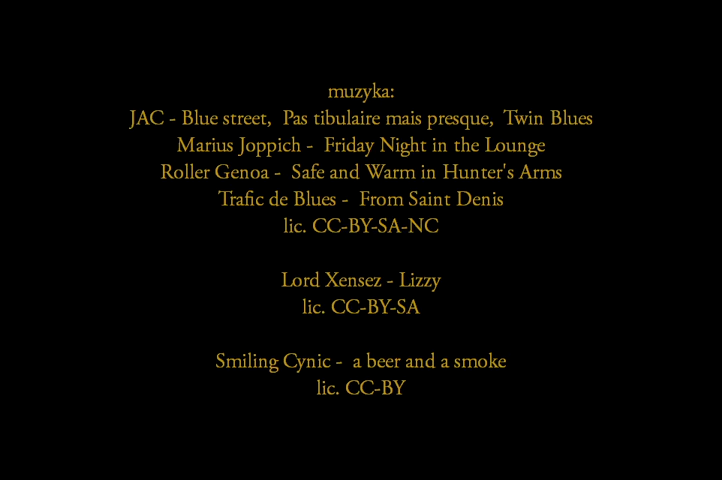 muzyka:
JAC - Blue street,  Pas tibulaire mais presque,  Twin Blues
Marius Joppich -  Friday Night in the Lounge
Roller Genoa -  Safe and Warm in Hunter's Arms
Trafic de Blues -  From Saint Denis
lic. CC-BY-SA-NC
Lord Xensez - Lizzy
lic. CC-BY-SA
Smiling Cynic -  a beer and a smoke
lic. CC-BY